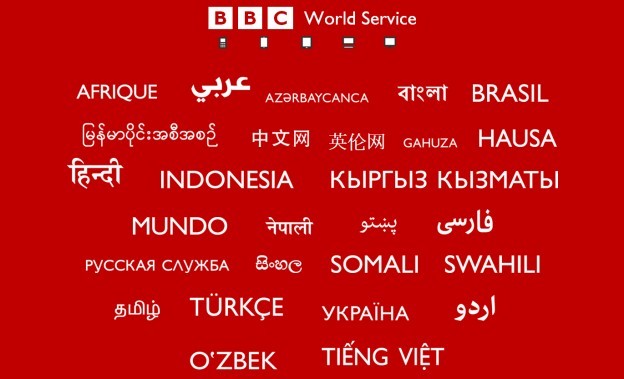 BBC World Service
AFRIQUE عربي AZƏRBAYCANCA বাংলা BRASIL
မြန်မာပိုင်းအစီအစဉ် 中文网 英伦网 GAHUZA HAUSA
हिन्दी INDONESIA КЫРГЫЗ КЫЗМАТЫ
MUNDO नेपाली پښتو فارسی
РУССКАЯ СЛУЖБА සිංහල SOMALI SWAHILI
தமிழ் TÜRKÇE УКРАЇНА اردو
O‘ZBEK TIẾNG VIỆT